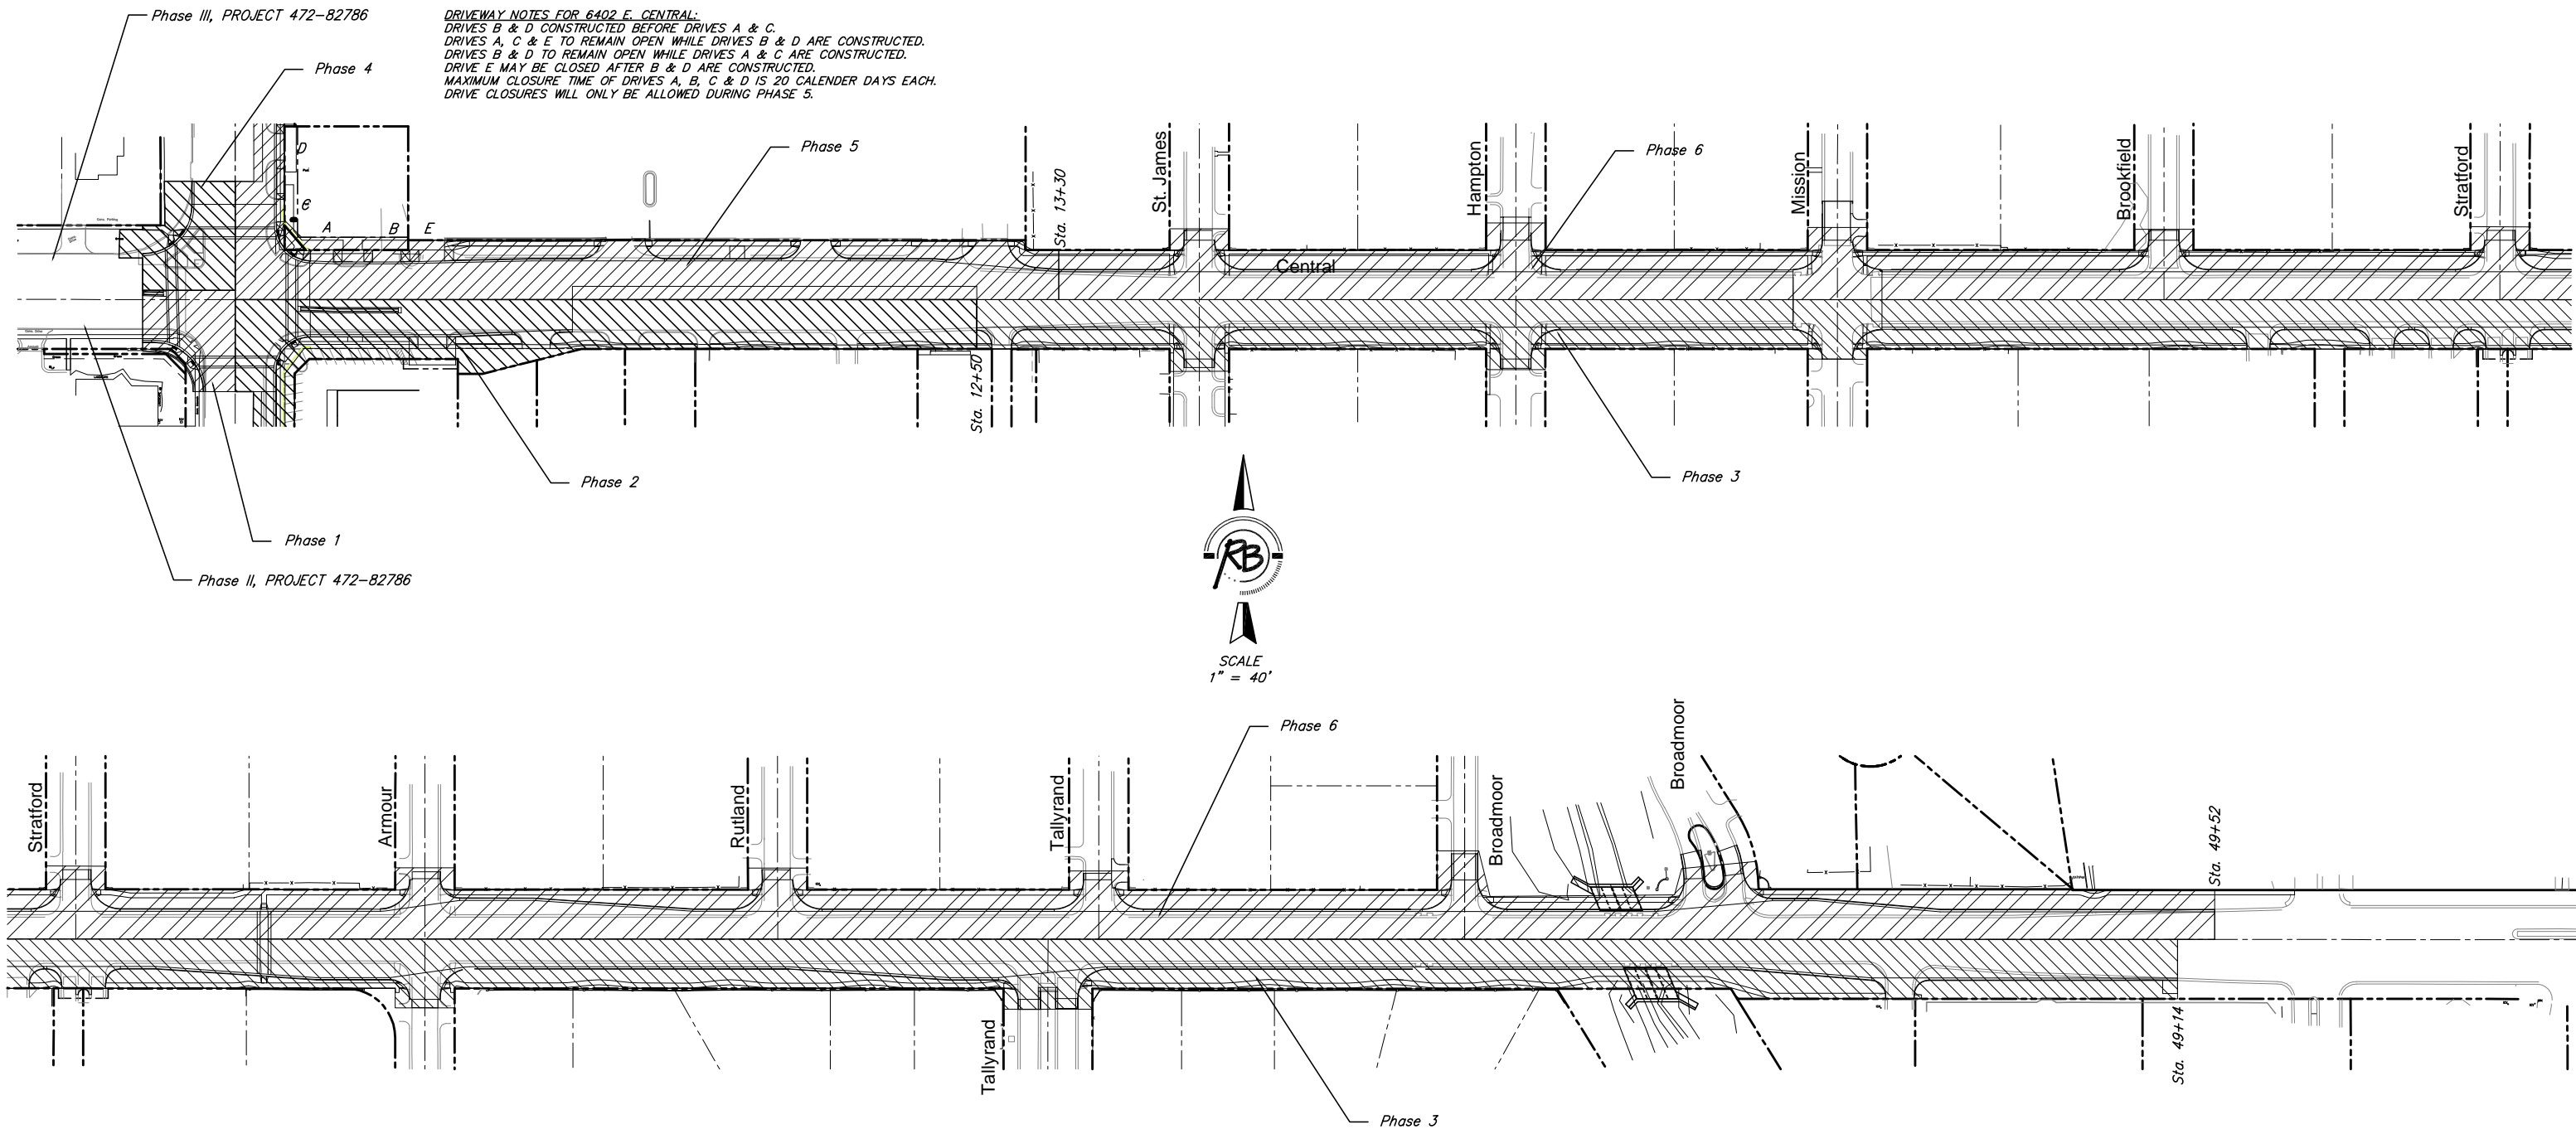 Phase III, PROJECT 472-82786
DRIVEWAY NOTES FOR 6402 E. CENTRAL:
DRIVES B & D CONSTRUCTED BEFORE DRIVES A & C.
DRIVES A, C & E TO REMAIN OPEN WHILE DRIVES B & D ARE CONSTRUCTED.
DRIVES B & D TO REMAIN OPEN WHILE DRIVES A & C ARE CONSTRUCTED.
DRIVE E MAY BE CLOSED AFTER B & D ARE CONSTRUCTED.
MAXIMUM CLOSURE TIME OF DRIVES A, B, C & D IS 20 CALENDER DAYS EACH.
DRIVE CLOSURES WILL ONLY BE ALLOWED DURING PHASE 5.
Phase 4
Phase 5
Phase 6
D
C
A
B
E
Sta. 13+30
St. James
Hampton
Mission
Brookfield
Stratford
Central
Sta. 12+50
Phase 2
Phase 3
Phase 1
Phase II, PROJECT 472-82786
RB
SCALE
1" = 40'
Phase 6
Stratford
Armour
Rutland
Tallyrand
Broadmoor
Broadmoor
Sta. 49+52
Tallyrand
Sta. 49+14
Phase 3